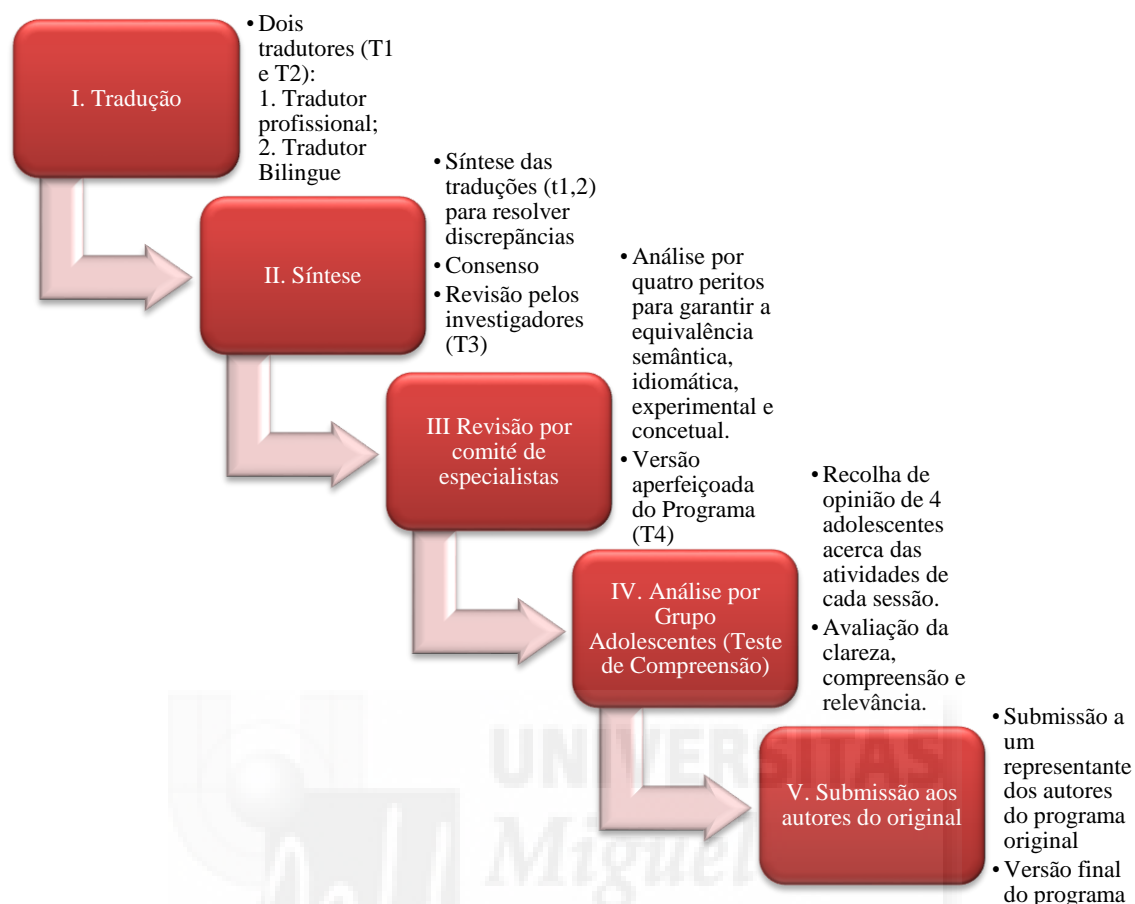 I. Tradução
• Dois
tradutores (T1
e T2):
1. Tradutor
profissional;
2. Tradutor
Bilingue
II. Síntese
• Síntese das
traduções (t1,2)
para resolver
discrepãncias
• Consenso
• Revisão pelos
investigadores
(T3)
III Revisão por
comité de
especialistas
• Análise por
quatro peritos
para garantir a
equivalência
semântica,
idiomática,
experimental e
concetual.
• Versão
aperfeiçoada
do Programa
(T4)
IV. Análise por
Grupo
Adolescentes (Teste
de Compreensão)
• Recolha de
opinião de 4
adolescentes
acerca das
atividades de
cada sessão.
• Avaliação da
clareza,
compreensão e
relevância.
V. Submissão aos
autores do original
• Submissão a
um
representante
dos autores
do programa
original
• Versão final
do programa
UNIVERSITAS
Miguel